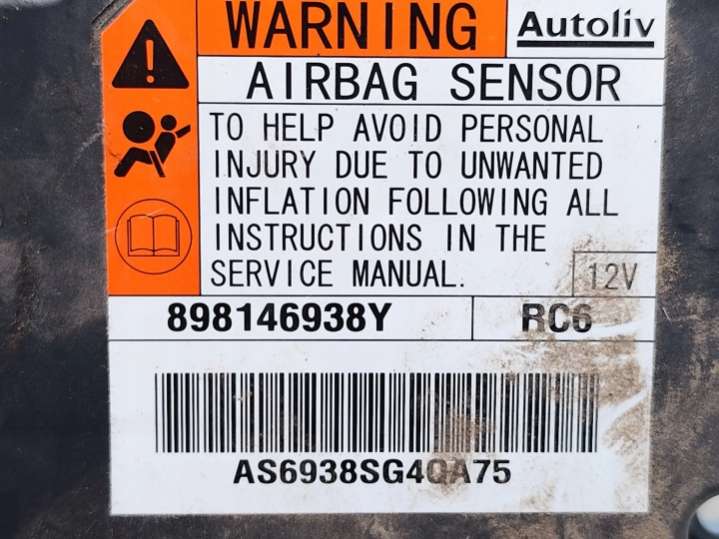 WARNING
Autoliv
AIRBAG SENSOR
TO HELP AVOID PERSONAL
INJURY DUE TO UNWANTED
INFLATION FOLLOWING ALL
INSTRUCTIONS IN THE
SERVICE MANUAL.
12V
898146938Y
RC6
AS6938SG4QA75